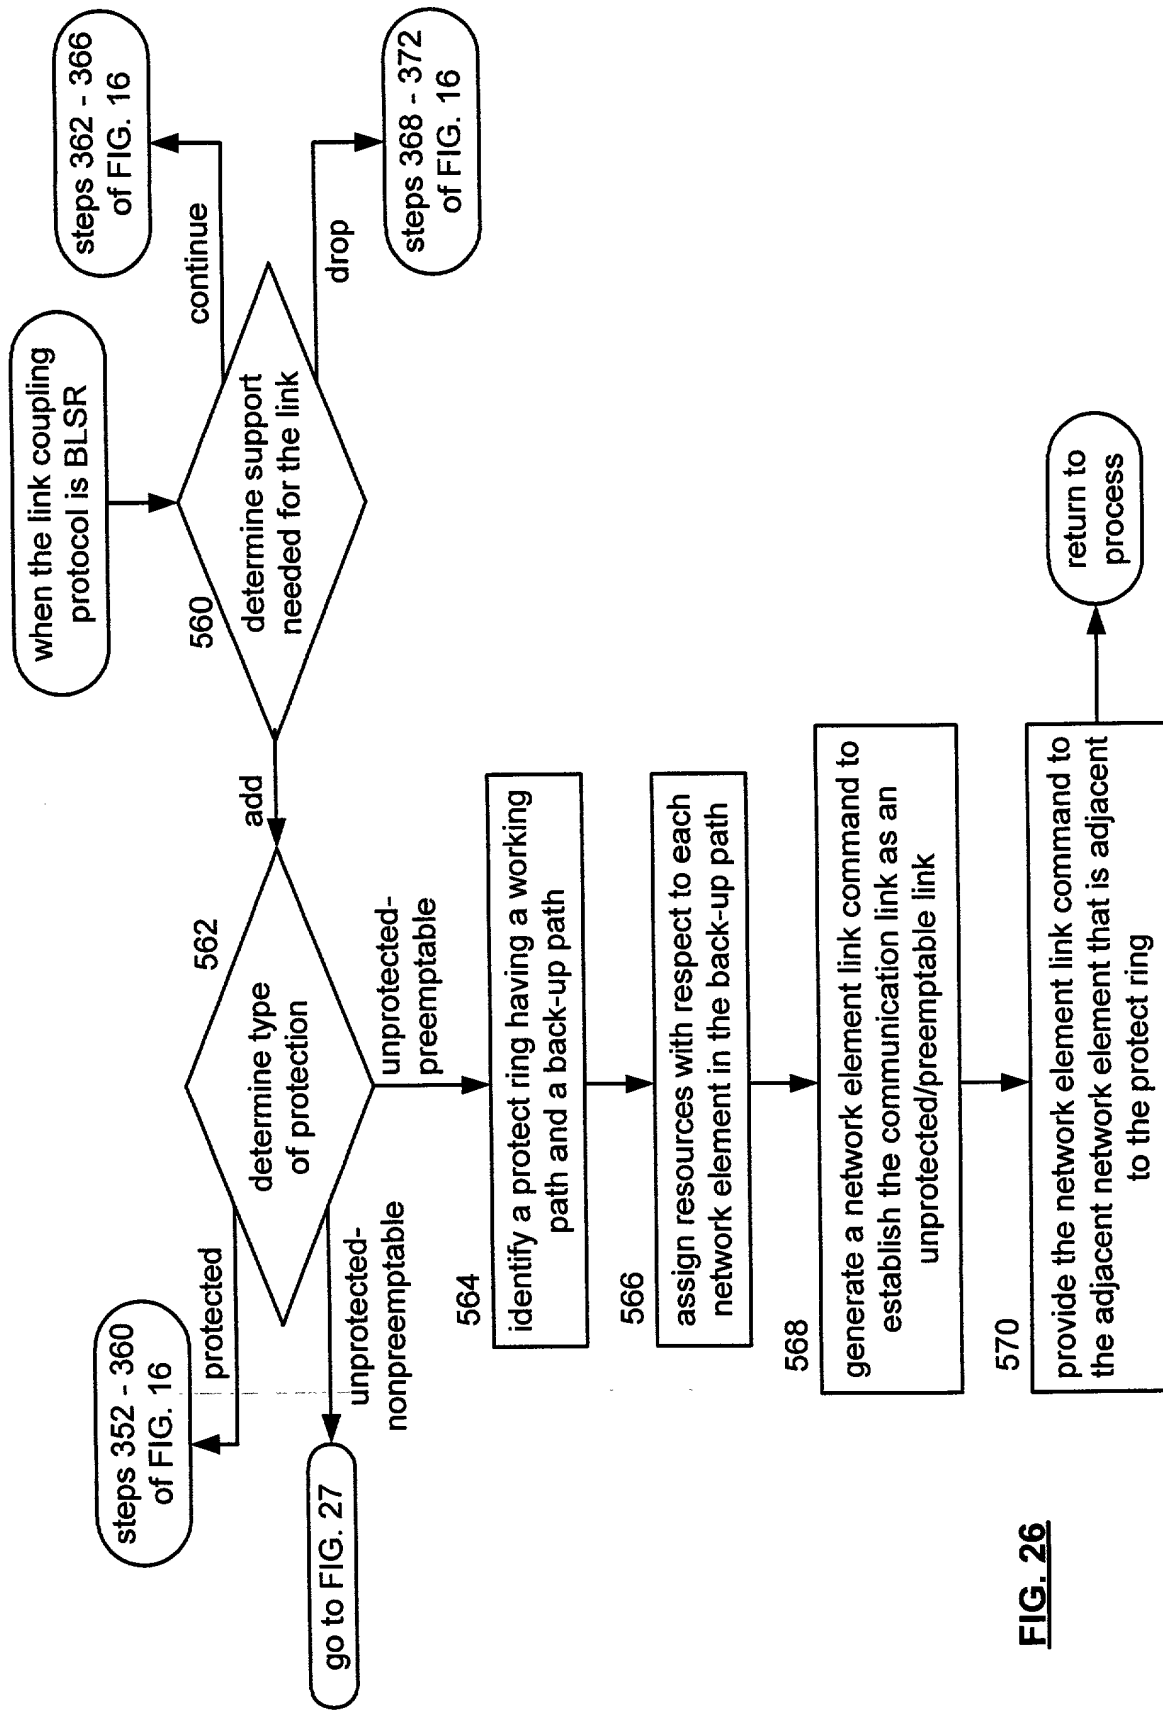 when the link coupling
protocol is BLSR
560
determine support
needed for the link
continue
steps 362 - 366
of FIG. 16
drop
steps 368 - 372
of FIG. 16
add
562
determine type
of protection
protected
steps 352 - 360
of FIG. 16
unprotected-
nonpreemptable
go to FIG. 27
unprotected-
preemptable
564
identify a protect ring having a working
path and a back-up path
566
assign resources with respect to each
network element in the back-up path
568
generate a network element link command to
establish the communication link as an
unprotected/preemptable link
570
provide the network element link command to
the adjacent network element that is adjacent
to the protect ring
return to
process
FIG. 26